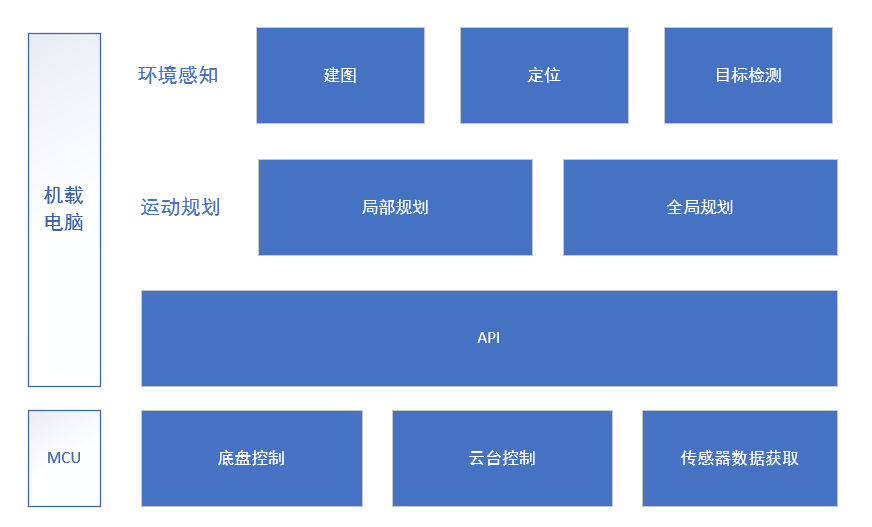 环境感知
建图
定位
目标检测
机载
电脑
运动规划
局部规划
全局规划
API
MCU
底盘控制
云台控制
传感器数据获取